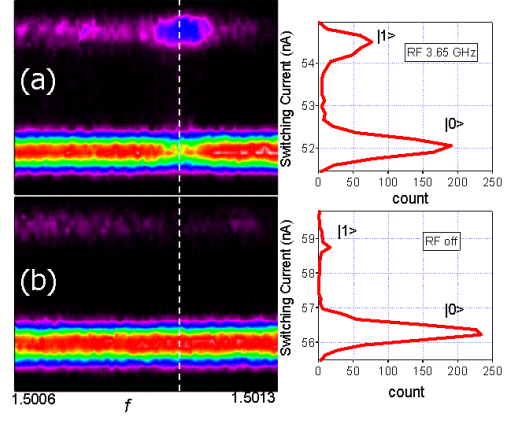 (a)
Switching Current (nA)
54
53
52
|1>
RF 3.65 GHz
|0>
0 50 100 150 200 250
count
(b)
Switching Current (nA)
59
58
57
56
|1>
RF off
|0>
0 50 100 150 200 250
count
1.5006 f 1.5013